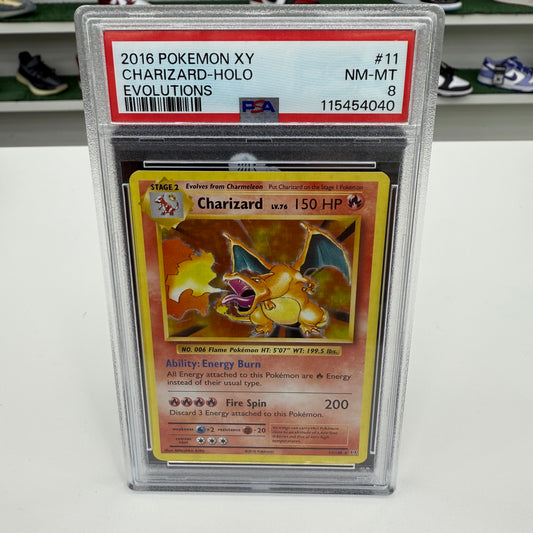 2016 POKEMON XY #11
CHARIZARD-HOLO NM-MT
EVOLUTIONS 8
PSA 115454040
STAGE 2 Evolves from Charmeleon Put Charizard on the Stage 1 Pokémon
Charizard LV.76 150 HP
NO. 006 Flame Pokémon HT: 5'07" WT: 199.5 lbs.
Ability: Energy Burn
All Energy attached to this Pokémon are Energy
instead of their usual type.
Fire Spin 200
Discard 3 Energy attached to this Pokémon.
weakness ×2 resistance -20
retreat cost